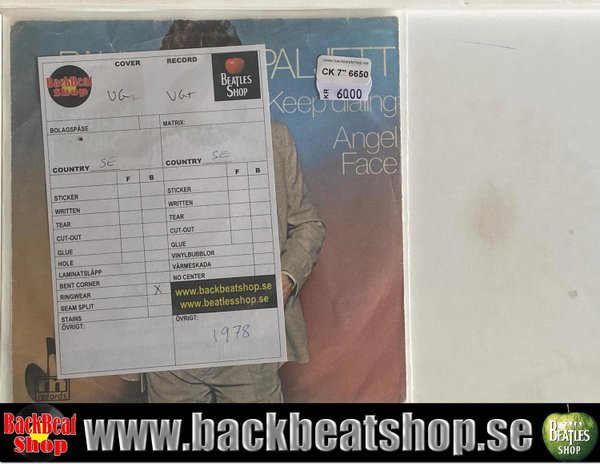 PALJETT
Keep dialing
Angel
Face
www.backbeatshop.se
CK 7" 6650
KR 60.00
BackBeat
Shop
COVER
RECORD
VG+
BEATLES
SHOP
BOLAGSPÅSE
MATRIX:
COUNTRY SE
COUNTRY SE
F B
F B
STICKER
STICKER
WRITTEN
WRITTEN
TEAR
TEAR
CUT-OUT
CUT-OUT
GLUE
GLUE
HOLE
VINYLBUBBLOR
LAMINATSLÄPP
VÄRMESKADA
BENT CORNER
NO CENTER
RINGWEAR X
SEAM SPLIT
STAINS
www.backbeatshop.se
www.beatlesshop.se
ÖVRIGT:
ÖVRIGT:
1978
m
records
BackBeat
Shop
www.backbeatshop.se
BEATLES
SHOP